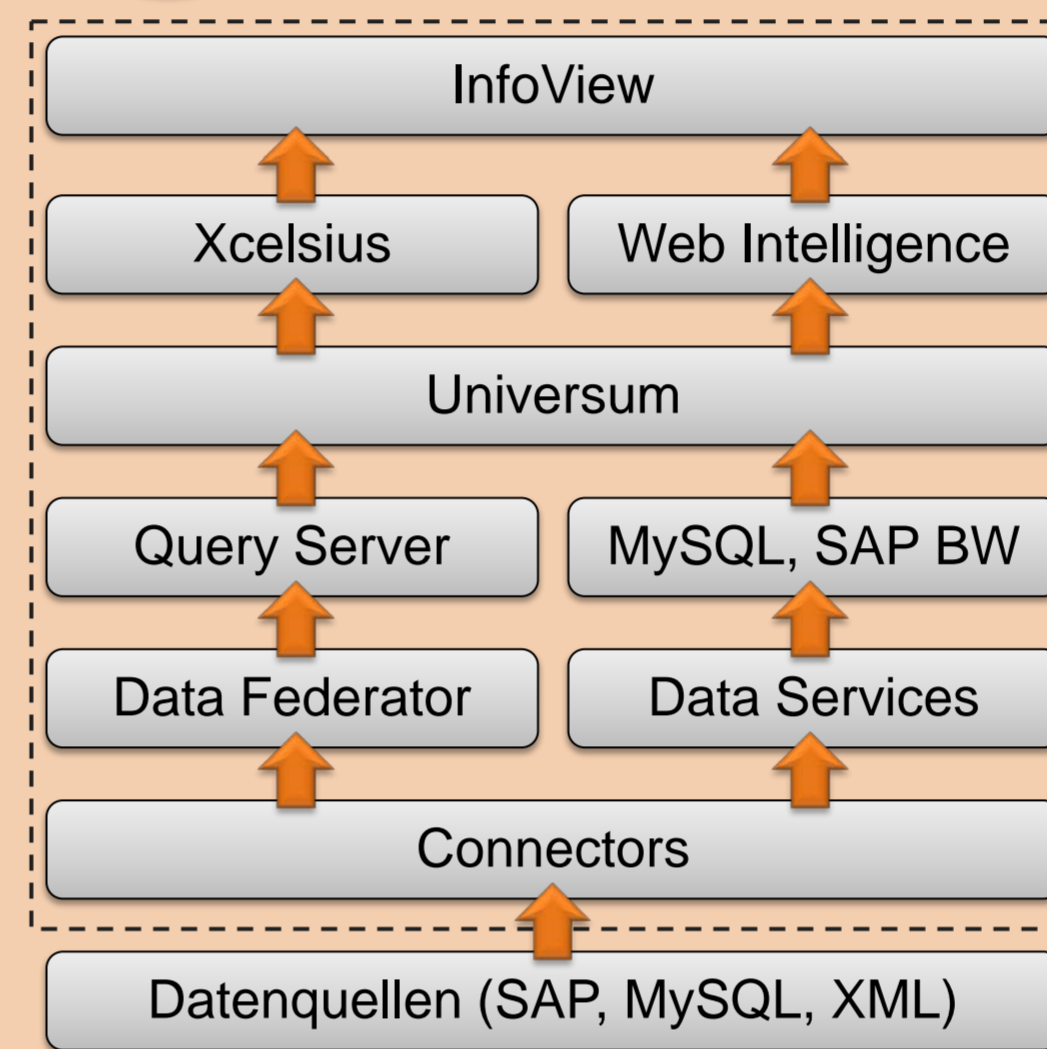 InfoView
Xcelsius
Web Intelligence
Universum
Query Server
MySQL, SAP BW
Data Federator
Data Services
Connectors
Datenquellen (SAP, MySQL, XML)